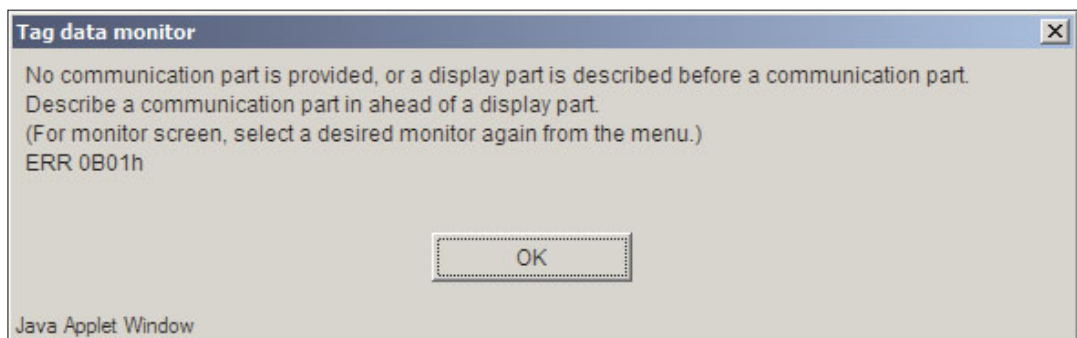 Tag data monitor
No communication part is provided, or a display part is described before a communication part.
Describe a communication part in ahead of a display part.
(For monitor screen, select a desired monitor again from the menu.)
ERR 0B01h
OK
Java Applet Window